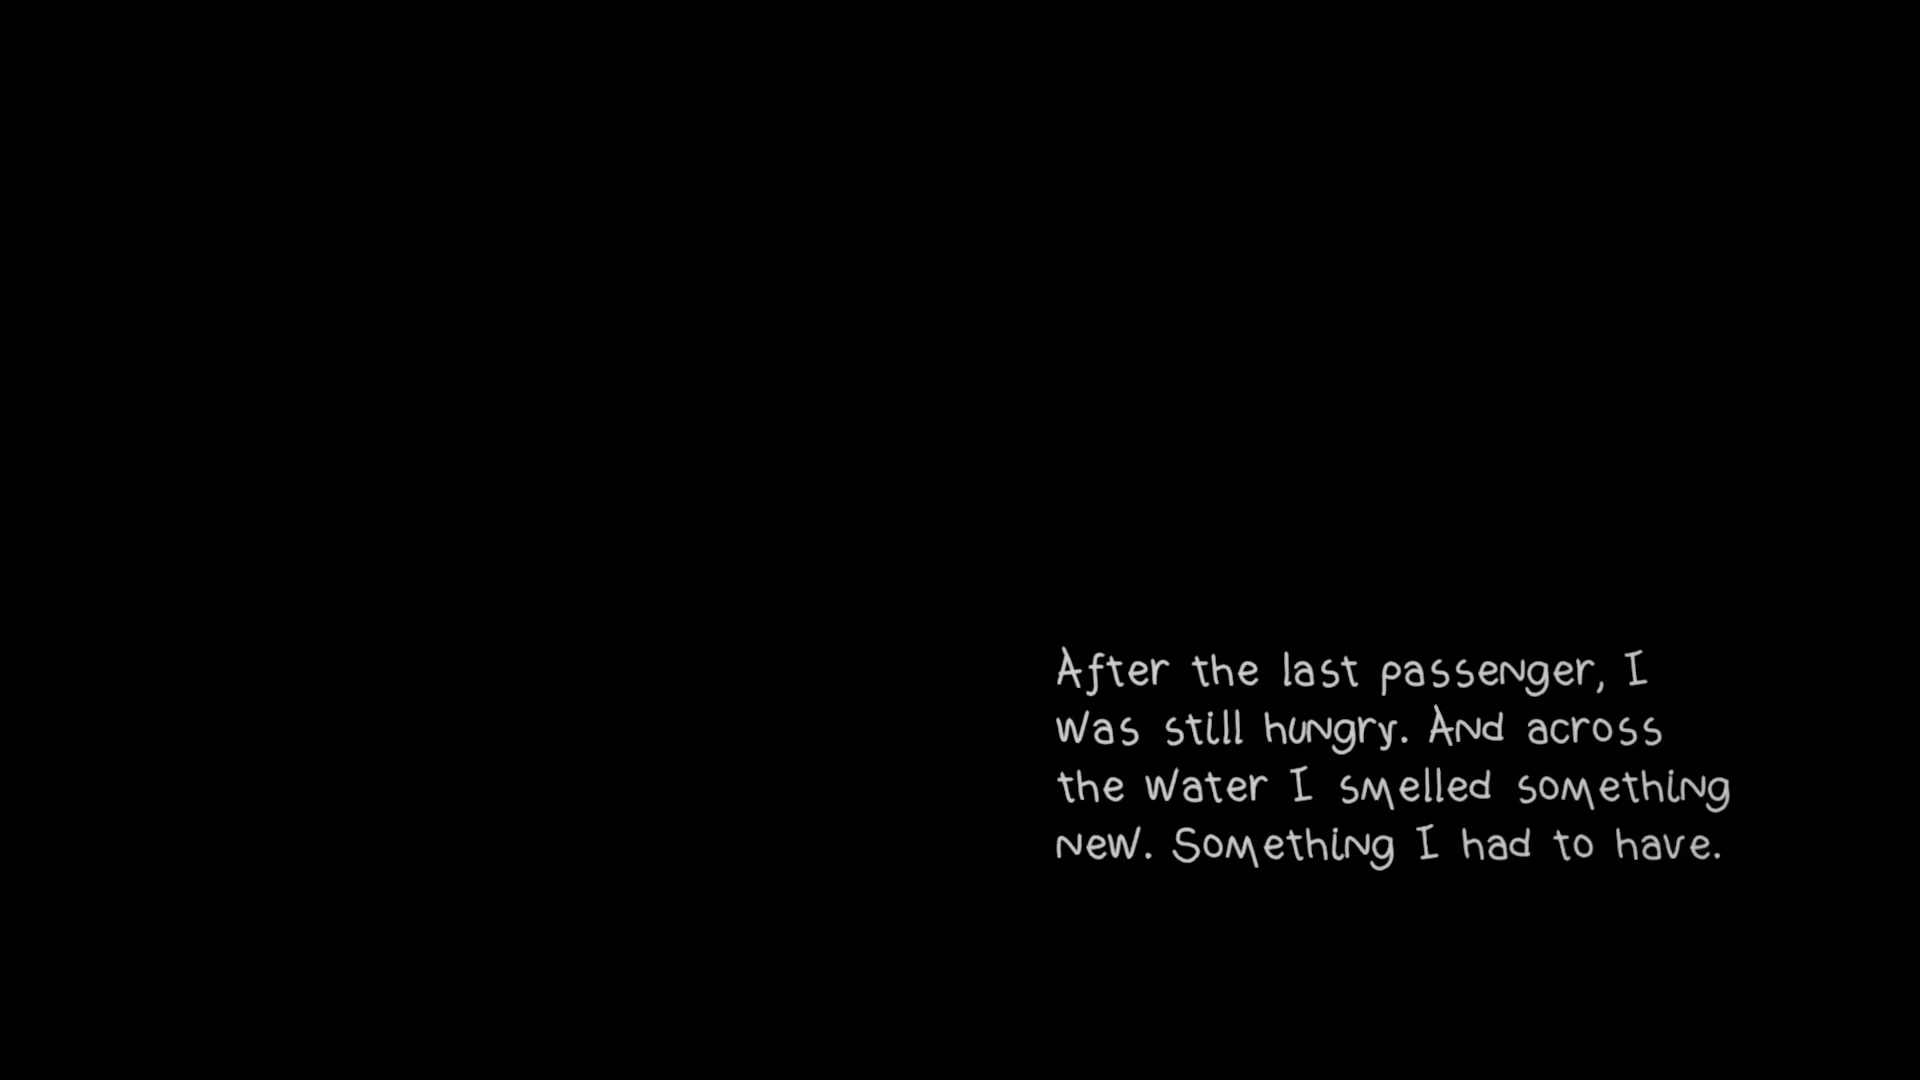 After the last passenger, I
was still hungry. And across
the water I smelled something
new. Something I had to have.